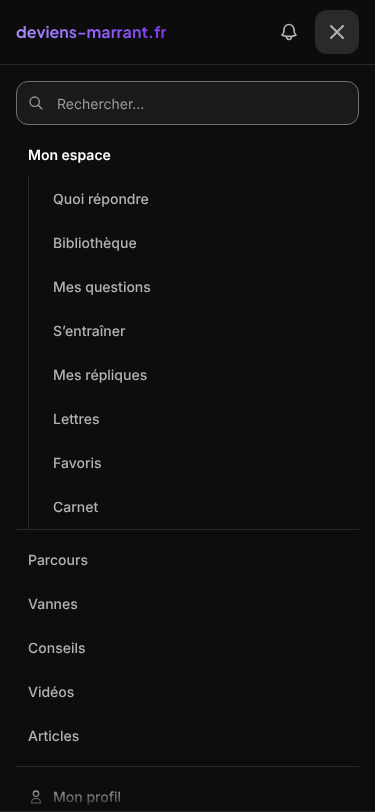 deviens-marrant.fr
Rechercher...
Mon espace
Quoi répondre
Bibliothèque
Mes questions
S’entraîner
Mes répliques
Lettres
Favoris
Carnet
Parcours
Vannes
Conseils
Vidéos
Articles
Mon profil